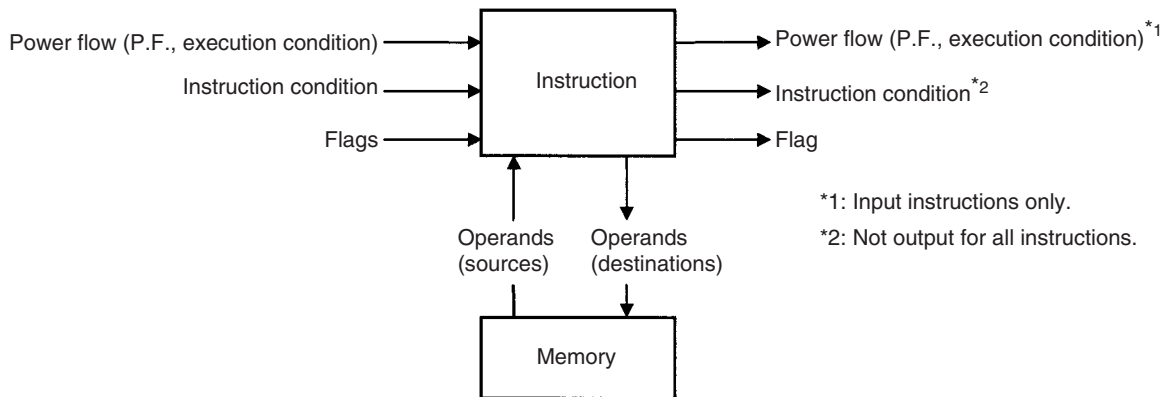 Power flow (P.F., execution condition)
Instruction condition
Flags
Instruction
Power flow (P.F., execution condition)*1
Instruction condition*2
Flag
*1: Input instructions only.
*2: Not output for all instructions.
Operands
(sources)
Operands
(destinations)
Memory